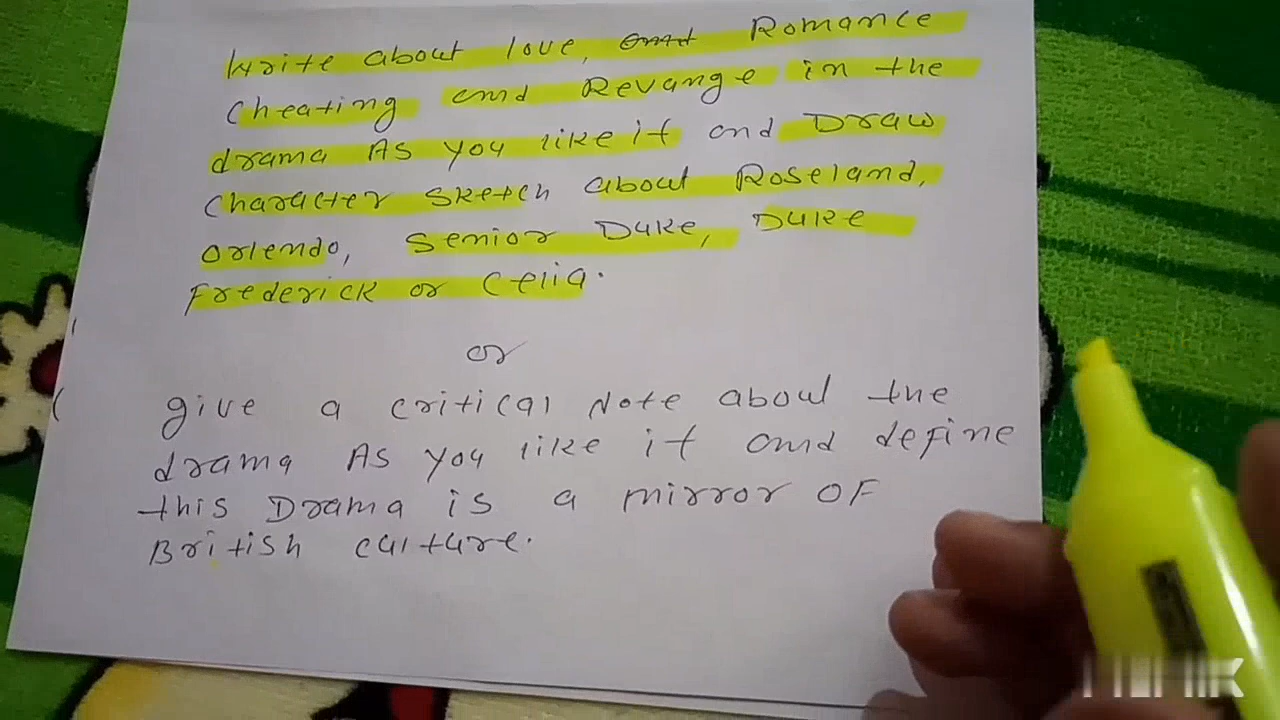 Write about love, and Romance
cheating and Revange in the
drama As you like it and Draw
character sketch about Roseland,
orlendo, senior Duke, Duke
Frederick or Celia.
or
give a critical Note about the
drama As you like it and define
this Drama is a mirror OF
British culture.